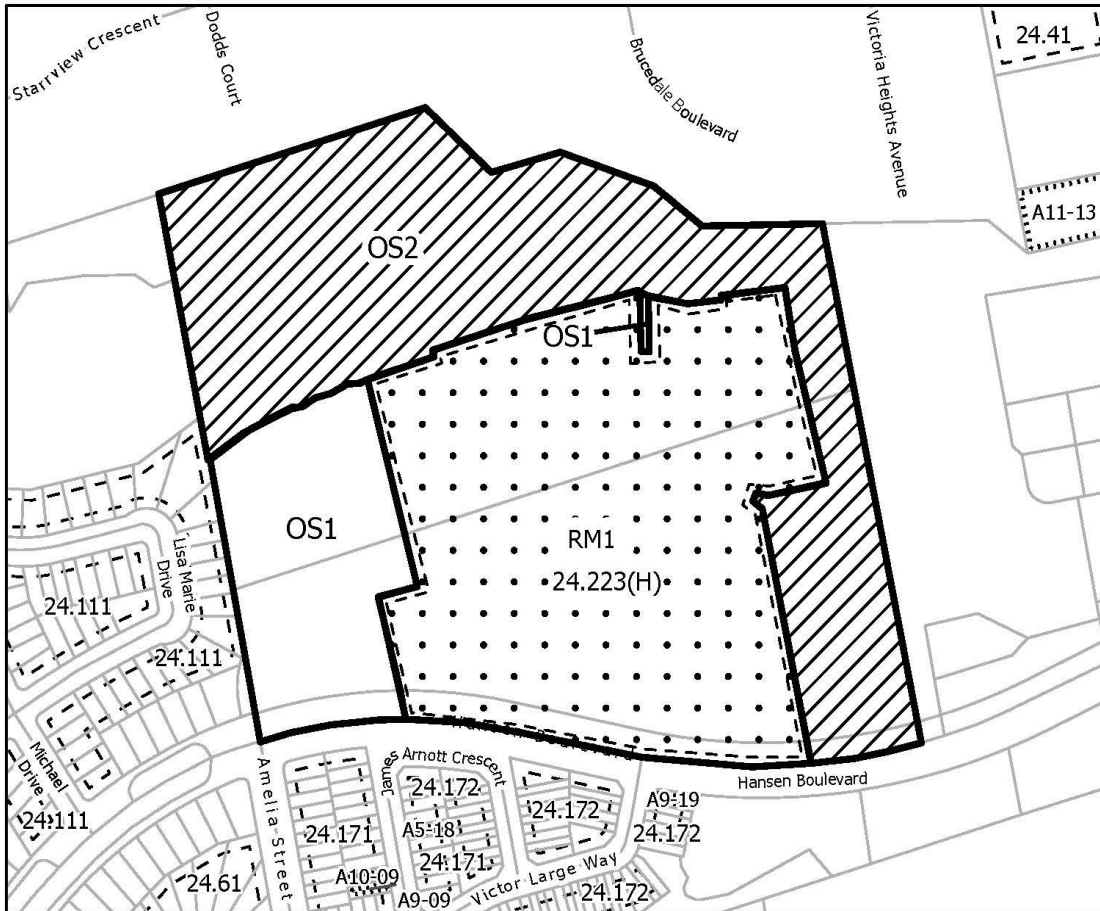 Starrview Crescent
Dodds Court
Brucedale Boulevard
Victoria Heights Avenue
24.41
A11-13
OS2
OS1
OS1
RM1
24.223(H)
Lisa Marie
Drive
24.111
24.111
Michael
Drive
24.111
Boulevard
Hansen Boulevard
Amelia Street
James
Arnott Crescent
24.172
24.172
A9-19
24.172
24.171
A5-18
24.171
A10-09
A9-09
Victor Large Way
24.172
24.61